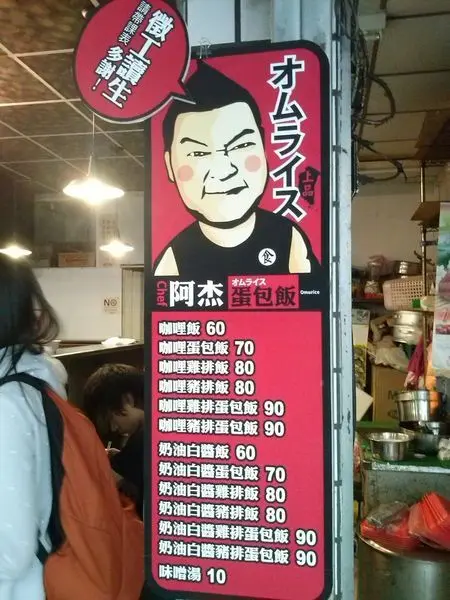 徵工讀生
請帶課表
多謝!
オムライス
上品
食
Chef 阿杰
オムライス
蛋包飯
Omurice
咖哩飯 60
咖哩蛋包飯 70
咖哩雞排飯 80
咖哩豬排飯 80
咖哩雞排蛋包飯 90
咖哩豬排蛋包飯 90
奶油白醬飯 60
奶油白醬蛋包飯 70
奶油白醬雞排飯 80
奶油白醬豬排飯 80
奶油白醬雞排蛋包飯 90
奶油白醬豬排蛋包飯 90
味噌湯 10
NO